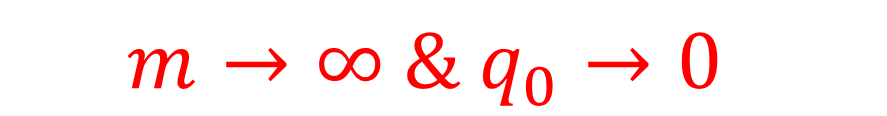 m → ∞ & q₀ → 0